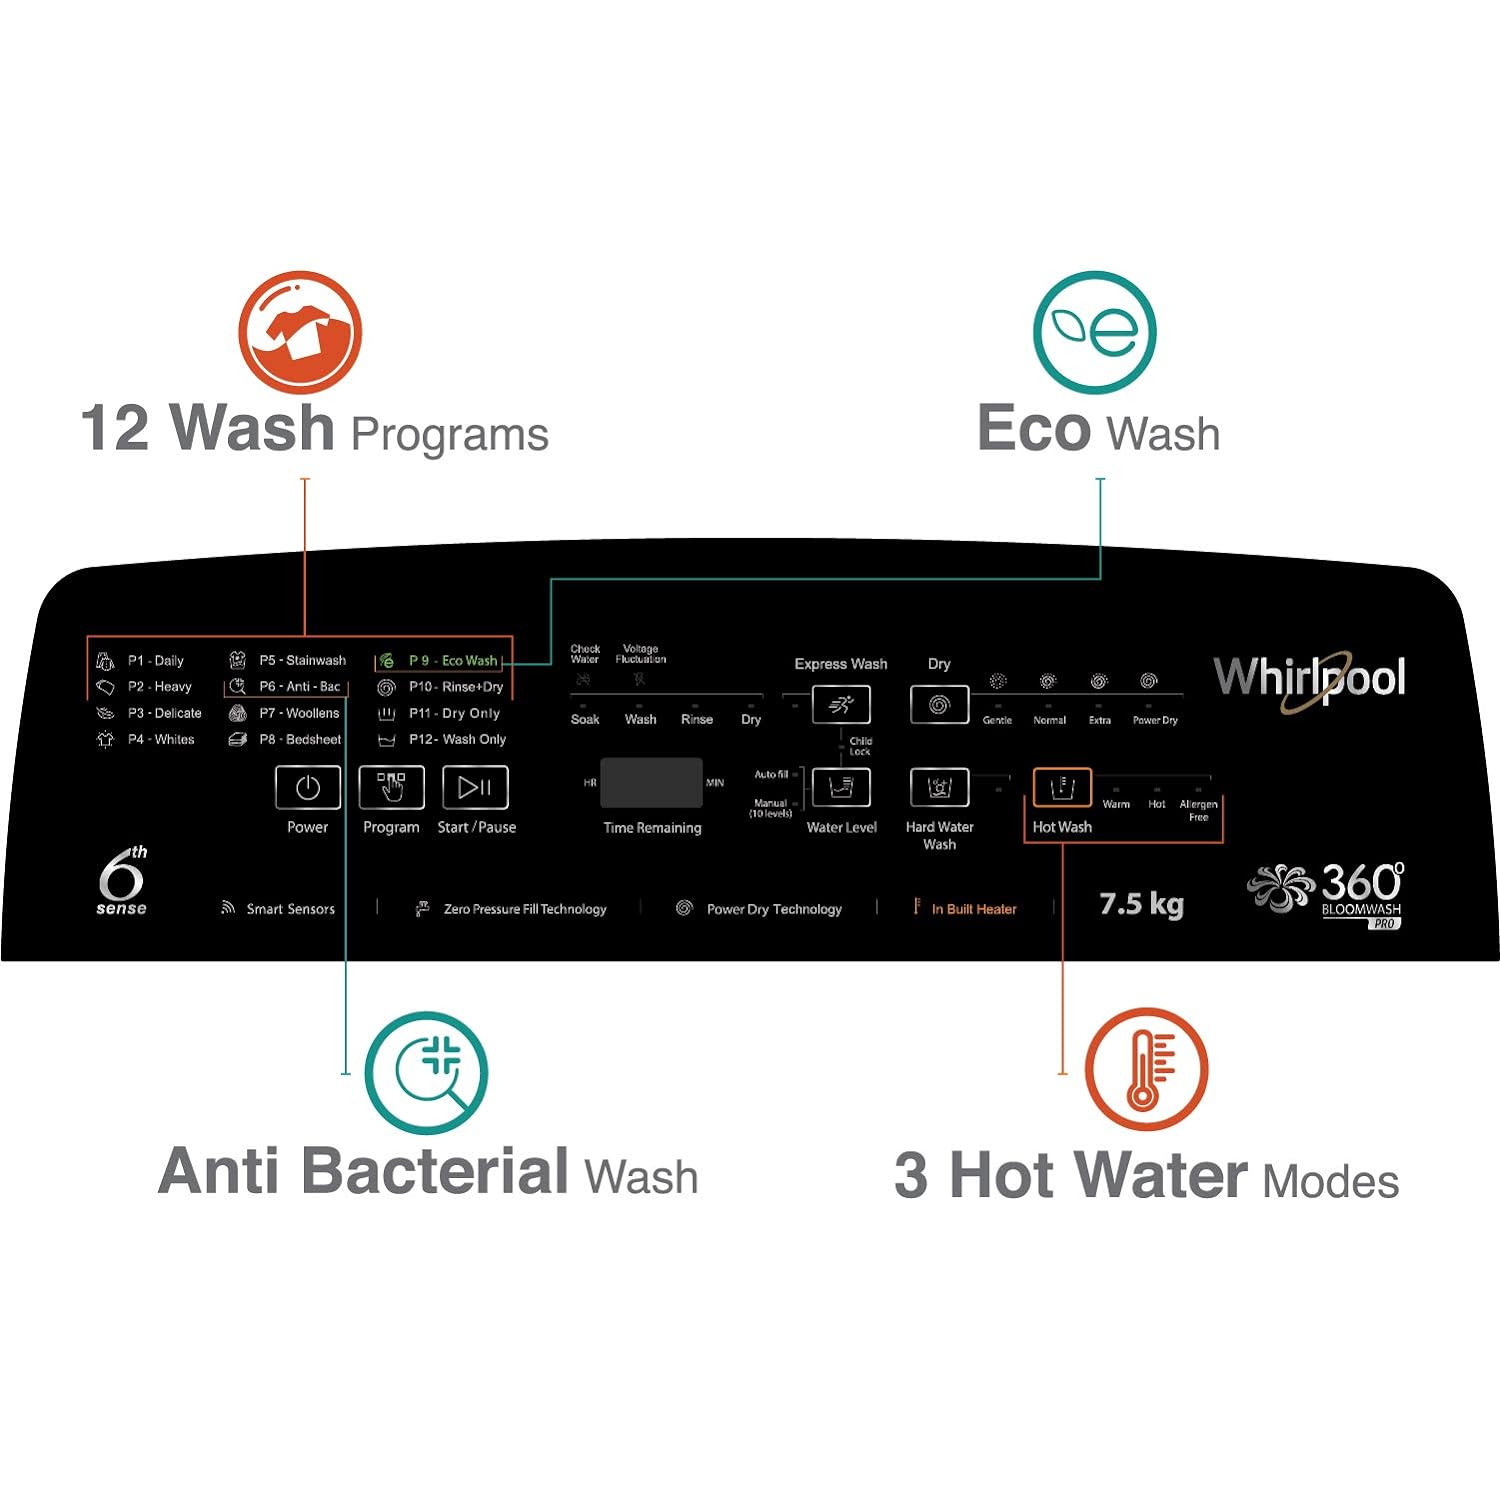 12 Wash Programs
Eco Wash
P1 - Daily
P2 - Heavy
P3 - Delicate
P4 - Whites
P5 - Stainwash
P6 - Anti - Bac
P7 - Woollens
P8 - Bedsheet
P 9 - Eco Wash
P10 - Rinse+Dry
P11 - Dry Only
P12- Wash Only
Power
Program
Start / Pause
Check
Water
Voltage
Fluctuation
Soak
Wash
Rinse
Dry
HR
MIN
Time Remaining
Express Wash
Child
Lock
Auto fill
Manual
(10 levels)
Water Level
Dry
Gentle
Normal
Extra
Power Dry
Hard Water
Wash
Hot Wash
Warm
Hot
Allergen
Free
Whirlpool
6th
sense
Smart Sensors
Zero Pressure Fill Technology
Power Dry Technology
In Built Heater
7.5 kg
360°
BLOOMWASH
PRO
Anti Bacterial Wash
3 Hot Water Modes